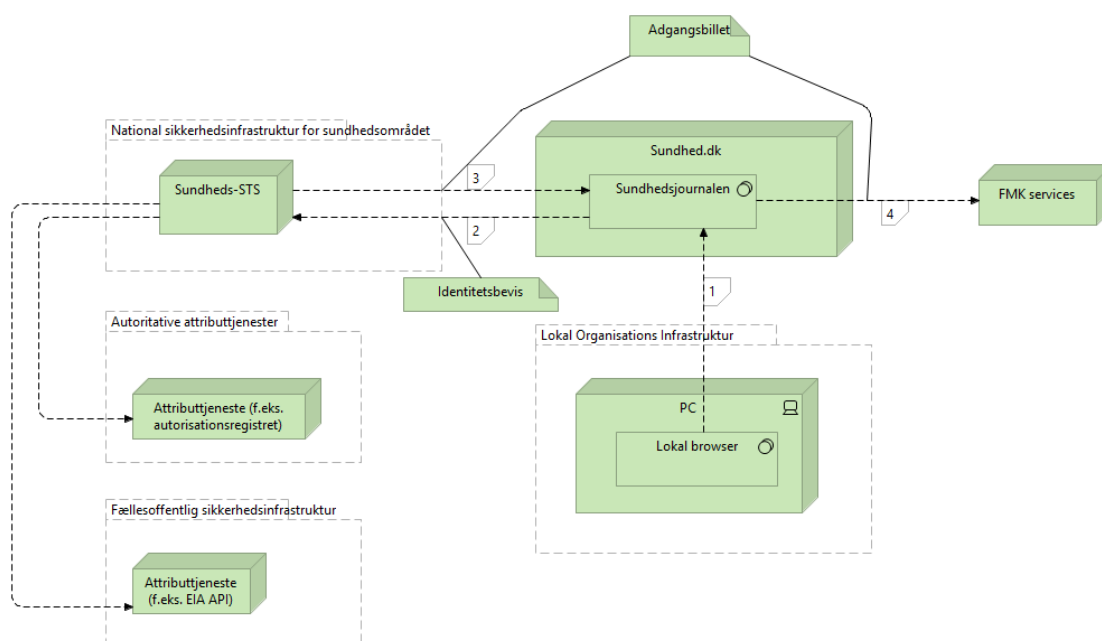 Adgangsbillet
National sikkerhedsinfrastruktur for sundhedsområdet
Sundhed.dk
Sundheds-STS
3
Sundhedsjournalen
FMK services
2
4
Identitetsbevis
1
Autoritative attributtjenester
Lokal Organisations Infrastruktur
Attributtjeneste (f.eks.
autorisationsregistret)
PC
Lokal browser
Fællesoffentlig sikkerhedsinfrastruktur
Attributtjeneste
(f.eks. EIA API)